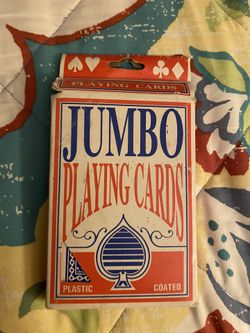 PLAYING CARDS
JUMBO
PLAYING CARDS
PLASTIC COATED